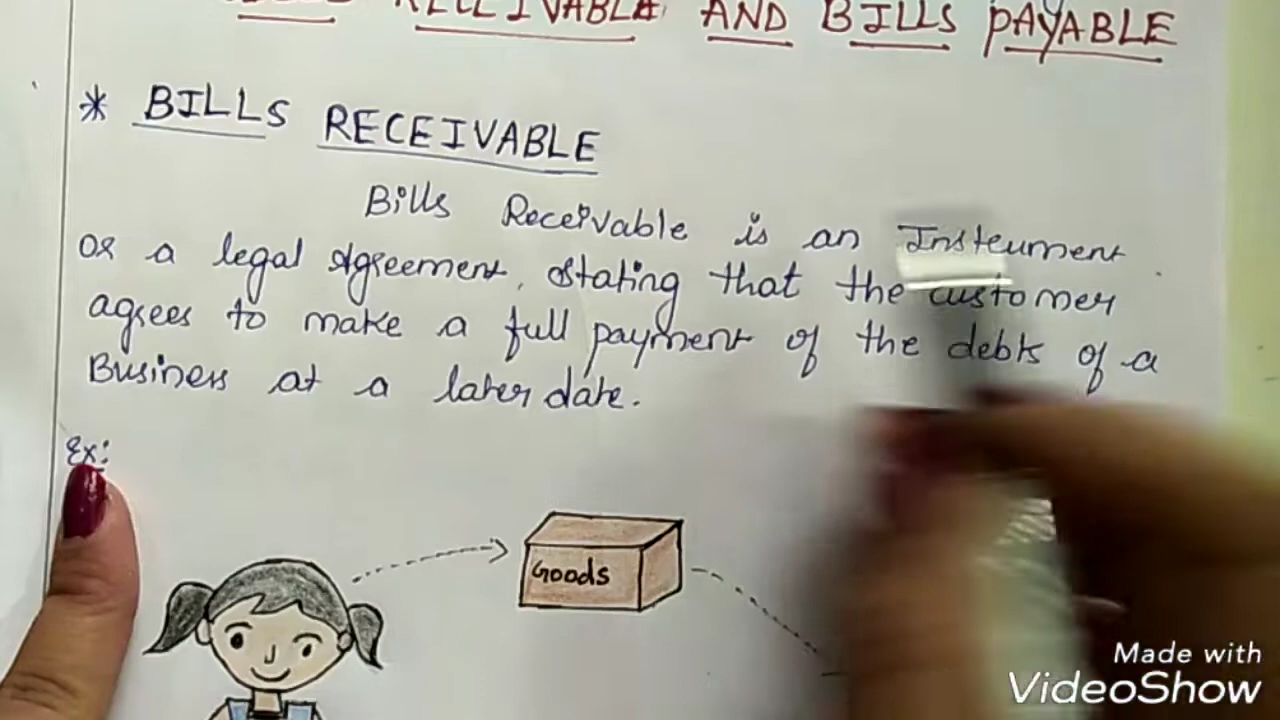 RECEIVABLE AND BILLS PAYABLE
* BILLS RECEIVABLE
Bills Receivable is an Instrument
or a legal Agreement, stating that the customer
agrees to make a full payment of the debts of a
Business at a later date.
Ex:
Goods
Made with
VideoShow